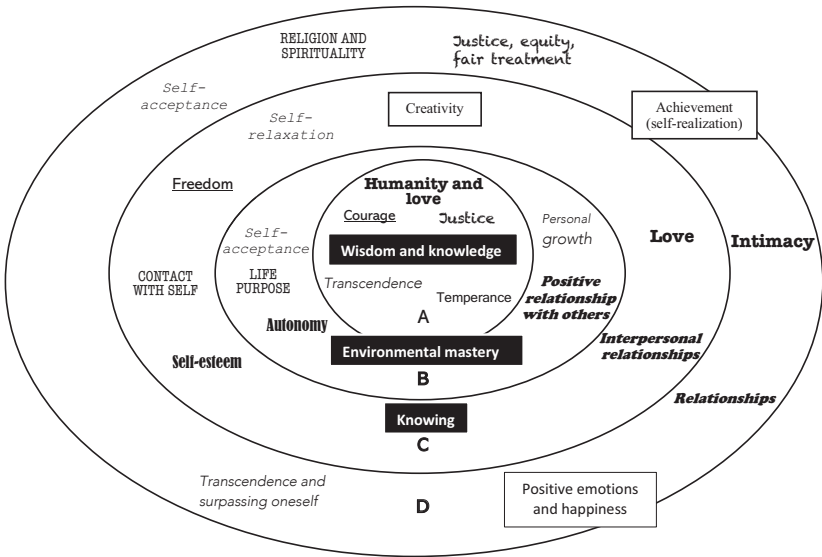 RELIGION AND
SPIRITUALITY
Justice, equity,
fair treatment
Self-
acceptance
Creativity
Achievement
(self-realization)
Self-
relaxation
Freedom
Humanity and
love
Courage
Justice
Personal
growth
Self-
acceptance
Love
Intimacy
Wisdom and knowledge
CONTACT
WITH SELF
LIFE
PURPOSE
Transcendence
Temperance
Positive
relationship
with others
A
Autonomy
Environmental mastery
Interpersonal
relationships
Self-esteem
B
Relationships
Knowing
C
Transcendence and
surpassing oneself
D
Positive emotions
and happiness